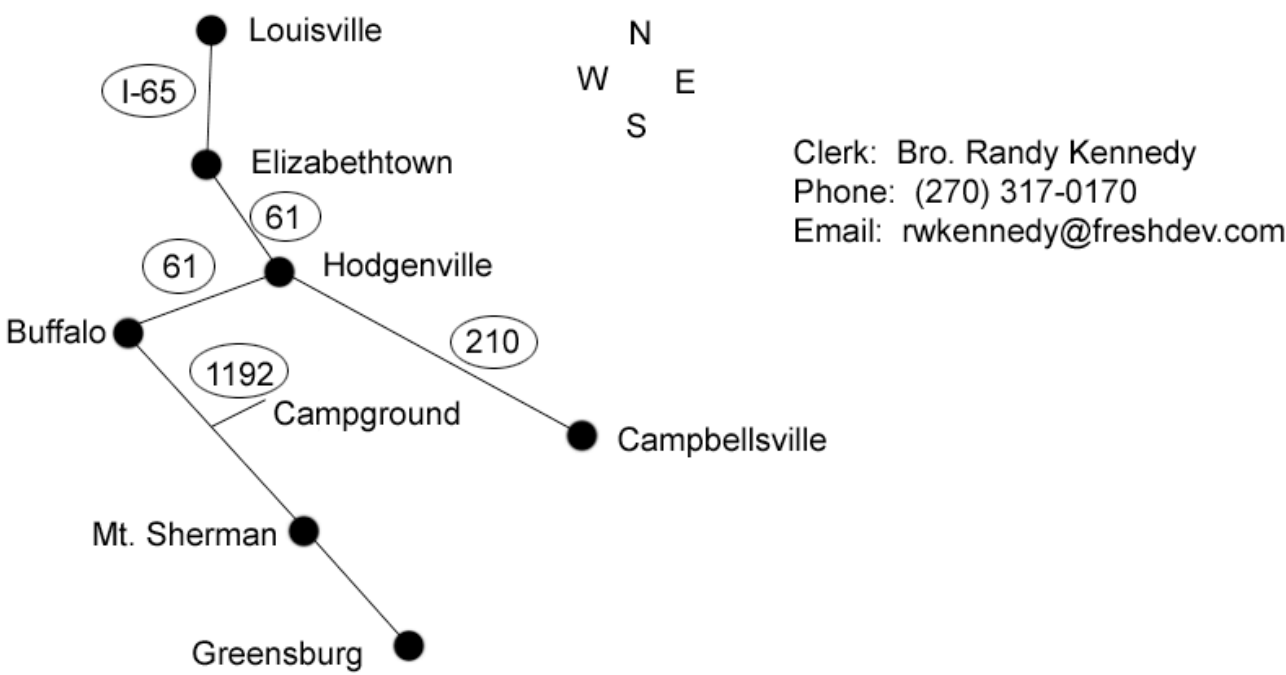 Louisville
N
I-65
W
E
S
Clerk: Bro. Randy Kennedy
Phone: (270) 317-0170
Email: rwkennedy@freshdev.com
Elizabethtown
61
61
Hodgenville
Buffalo
210
1192
Campground
Campbellsville
Mt. Sherman
Greensburg